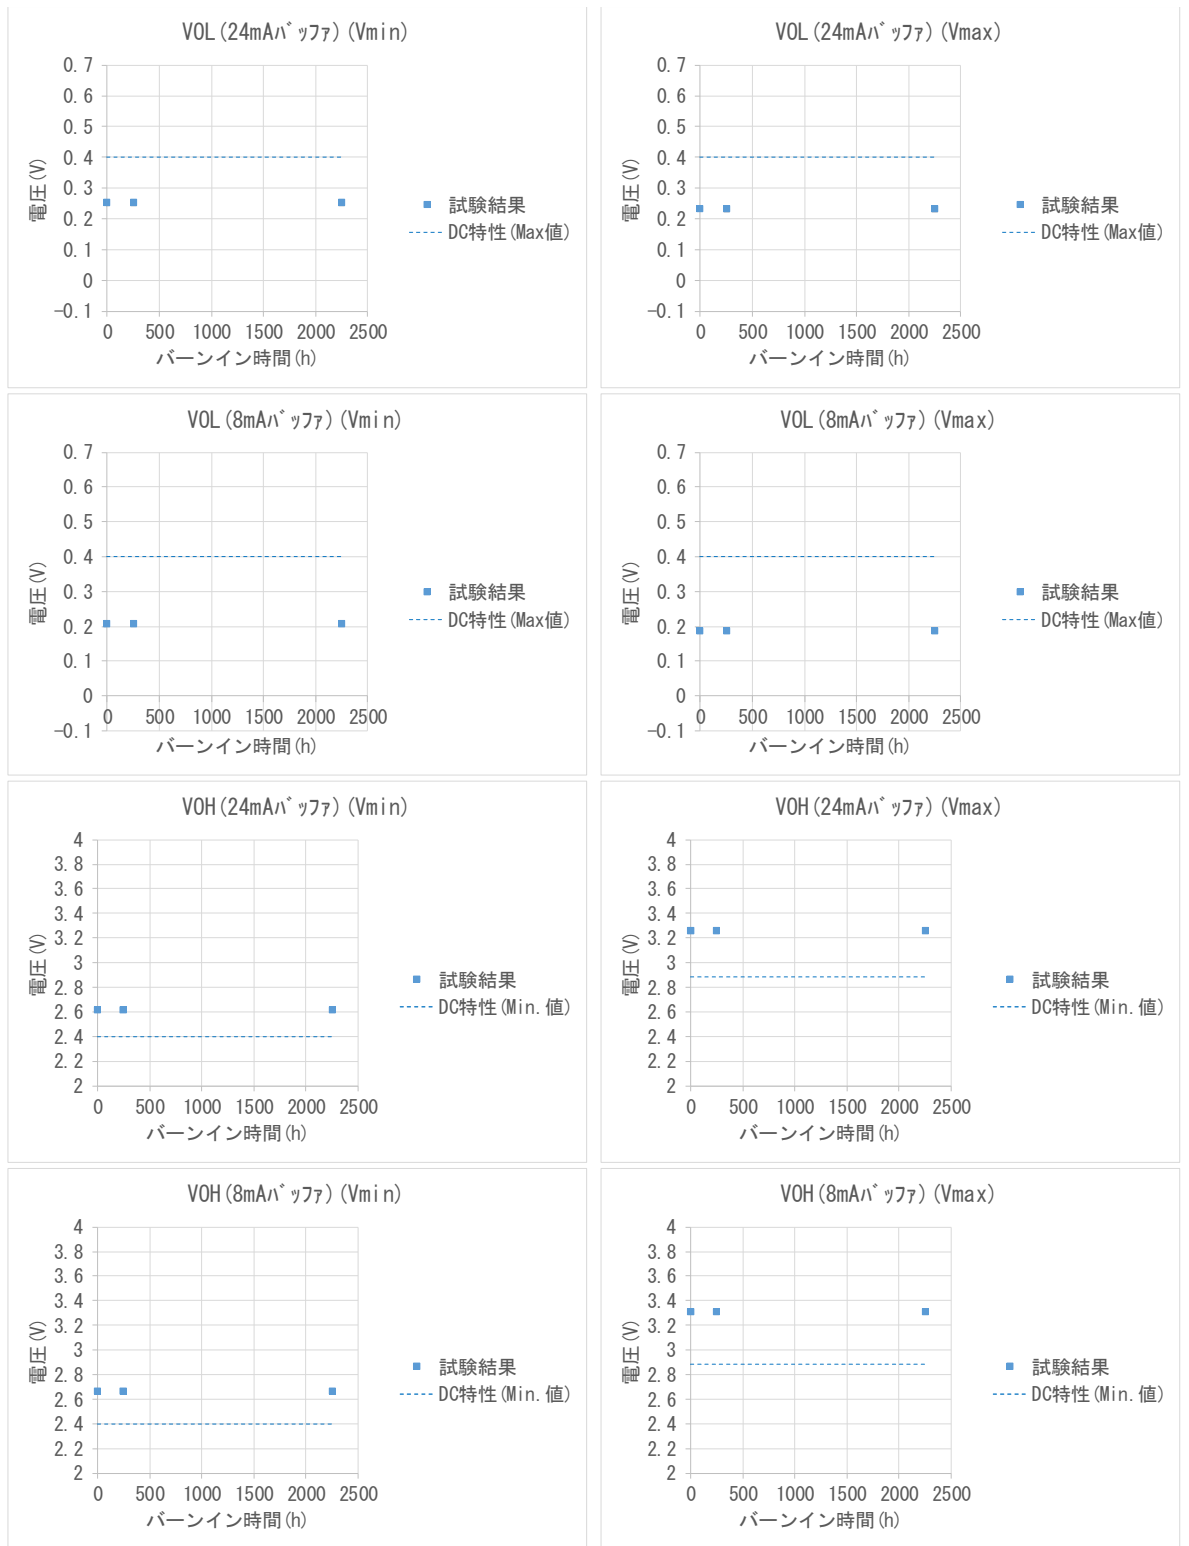 VOL(24mAﾊﾞｯﾌｧ)(Vmin)
0.7
0.6
0.5
0.4
0.3
0.2
0.1
0
-0.1
電圧(V)
0 500 1000 1500 2000 2500
バーンイン時間(h)
試験結果
DC特性(Max値)
VOL(24mAﾊﾞｯﾌｧ)(Vmax)
0.7
0.6
0.5
0.4
0.3
0.2
0.1
0
-0.1
電圧(V)
0 500 1000 1500 2000 2500
バーンイン時間(h)
試験結果
DC特性(Max値)
VOL(8mAﾊﾞｯﾌｧ)(Vmin)
0.7
0.6
0.5
0.4
0.3
0.2
0.1
0
-0.1
電圧(V)
0 500 1000 1500 2000 2500
バーンイン時間(h)
試験結果
DC特性(Max値)
VOL(8mAﾊﾞｯﾌｧ)(Vmax)
0.7
0.6
0.5
0.4
0.3
0.2
0.1
0
-0.1
電圧(V)
0 500 1000 1500 2000 2500
バーンイン時間(h)
試験結果
DC特性(Max値)
VOH(24mAﾊﾞｯﾌｧ)(Vmin)
4
3.8
3.6
3.4
3.2
3
2.8
2.6
2.4
2.2
2
電圧(V)
0 500 1000 1500 2000 2500
バーンイン時間(h)
試験結果
DC特性(Min.値)
VOH(24mAﾊﾞｯﾌｧ)(Vmax)
4
3.8
3.6
3.4
3.2
3
2.8
2.6
2.4
2.2
2
電圧(V)
0 500 1000 1500 2000 2500
バーンイン時間(h)
試験結果
DC特性(Min.値)
VOH(8mAﾊﾞｯﾌｧ)(Vmin)
4
3.8
3.6
3.4
3.2
3
2.8
2.6
2.4
2.2
2
電圧(V)
0 500 1000 1500 2000 2500
バーンイン時間(h)
試験結果
DC特性(Min.値)
VOH(8mAﾊﾞｯﾌｧ)(Vmax)
4
3.8
3.6
3.4
3.2
3
2.8
2.6
2.4
2.2
2
電圧(V)
0 500 1000 1500 2000 2500
バーンイン時間(h)
試験結果
DC特性(Min.値)